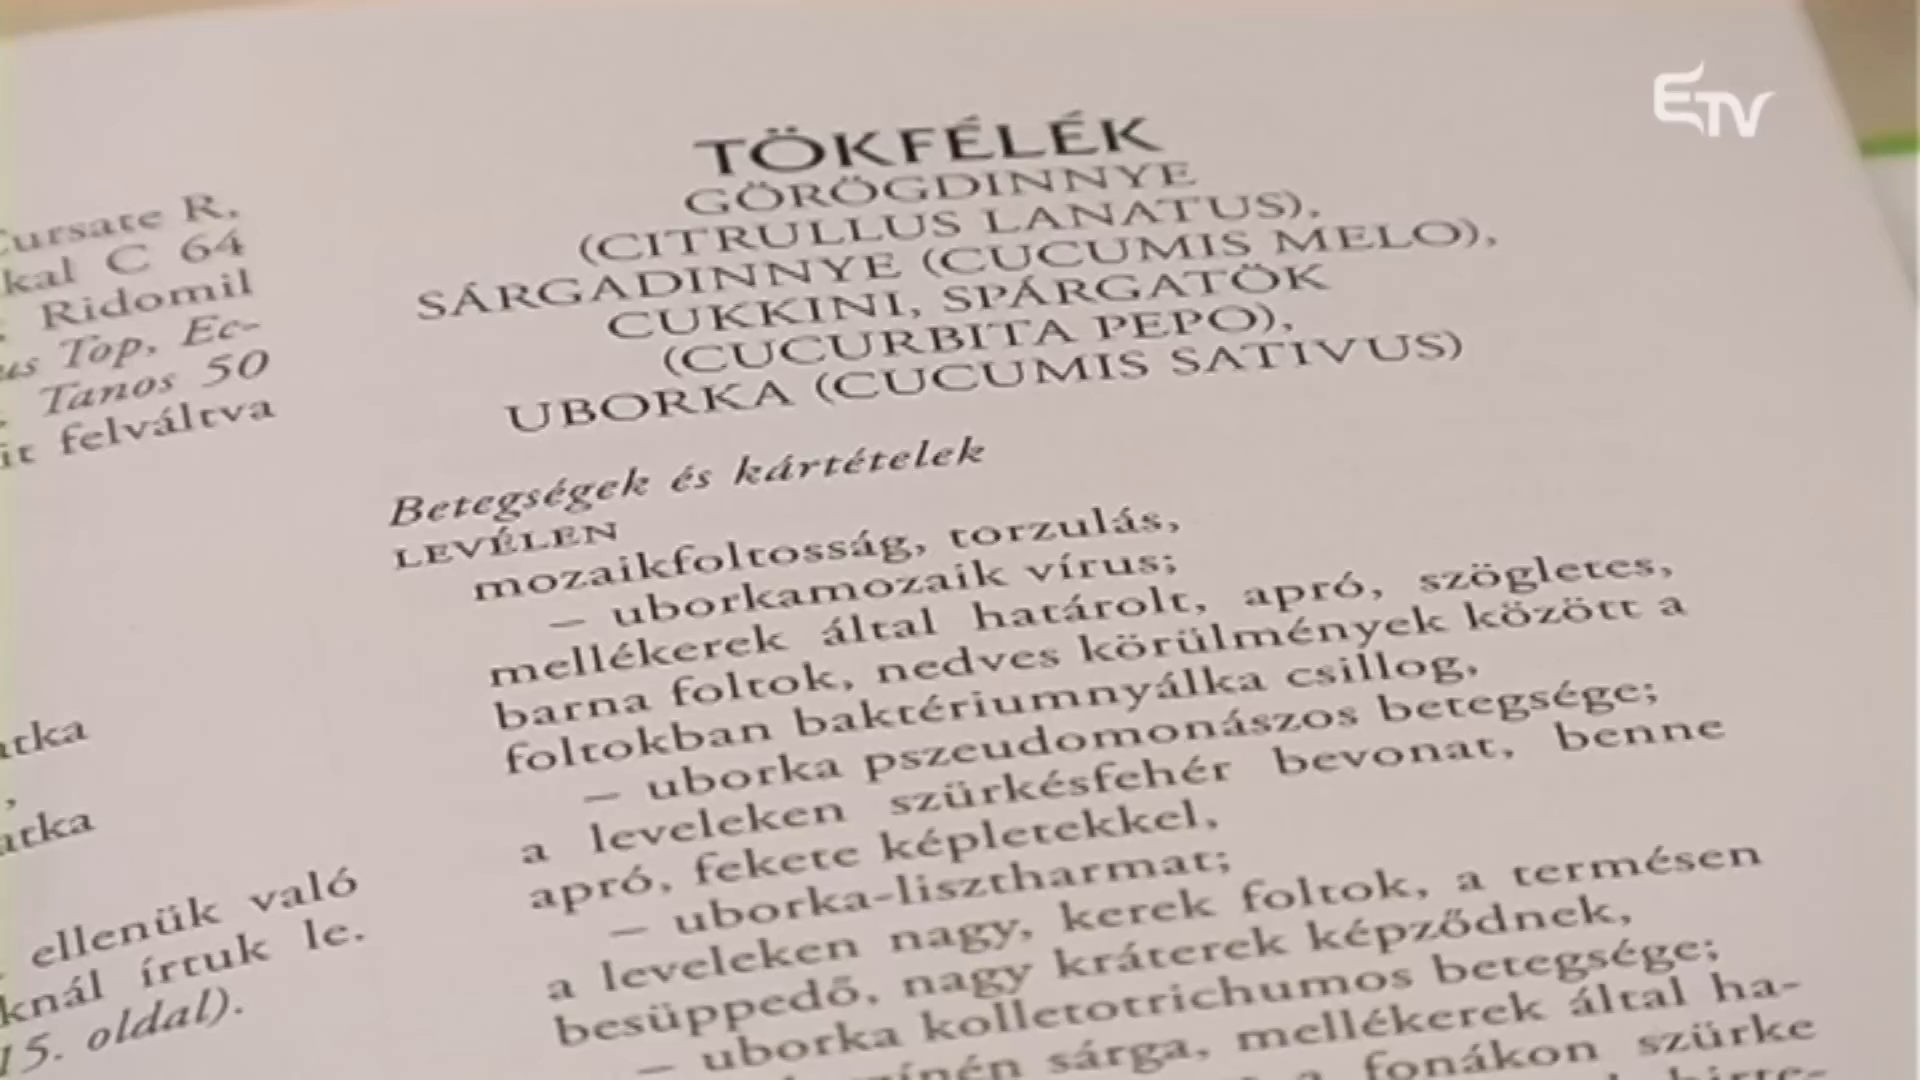 ETV
Cursate R,
kal C 64
Ridomil
us Top, Ec-
Tanos 50
it felváltva
atka
,
atka
ellenük való
knál írtuk le.
15. oldal).
TÖKFÉLÉK
GÖRÖGDINNYE
(CITRULLUS LANATUS),
SÁRGADINNYE (CUCUMIS MELO),
CUKKINI, SPÁRGATÖK
(CUCURBITA PEPO),
UBORKA (CUCUMIS SATIVUS)
Betegségek és kártételek
LEVÉLEN
mozaikfoltosság, torzulás,
– uborkamozaik vírus;
mellékerek által határolt, apró, szögletes,
barna foltok, nedves körülmények között a
foltokban baktériumnyálka csillog,
– uborka pszeudomonászos betegsége;
a leveleken szürkésfehér bevonat, benne
apró, fekete képletekkel,
– uborka-lisztharmat;
a leveleken nagy, kerek foltok, a termésen
besüppedő, nagy kráterek képződnek,
– uborka kolletotrichumos betegsége;
sárga, mellékerek által ha-
a fonákon szürke